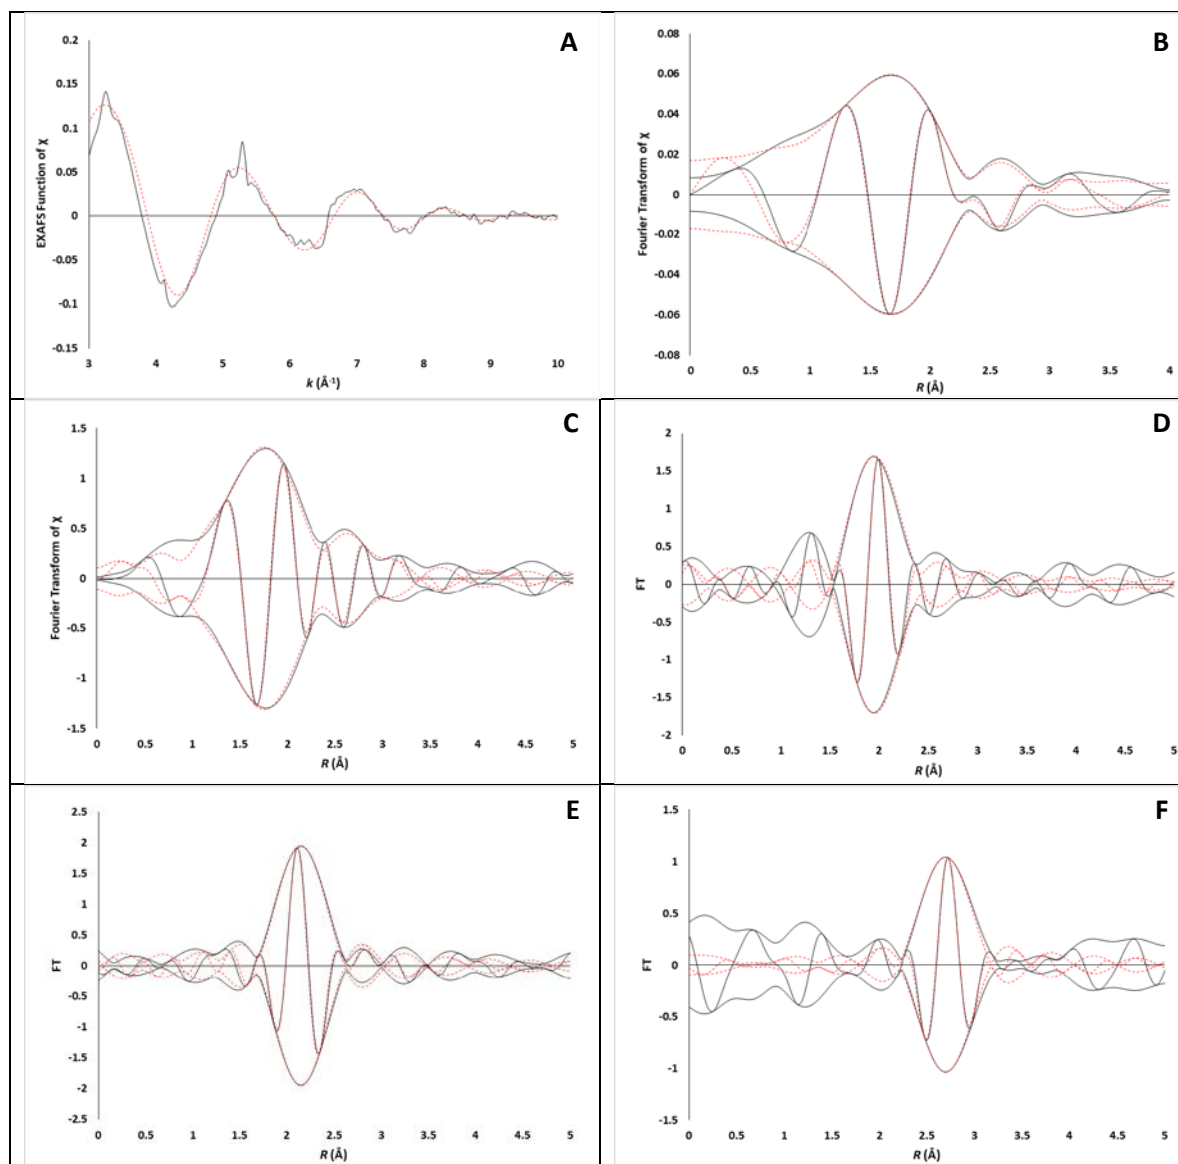 A
0.2
0.15
0.1
0.05
0
-0.05
-0.1
-0.15
EXAFS Function of χ
3 4 5 6 7 8 9 10
k (Å-1)
B
0.08
0.06
0.04
0.02
0
-0.02
-0.04
-0.06
-0.08
Fourier Transform of χ
0 0.5 1 1.5 2 2.5 3 3.5 4
R (Å)
C
1.5
1
0.5
0
-0.5
-1
-1.5
Fourier Transform of χ
0 0.5 1 1.5 2 2.5 3 3.5 4 4.5 5
R (Å)
D
2
1.5
1
0.5
0
0.5
-1
-1.5
-2
FT
0 0.5 1 1.5 2 2.5 3 3.5 4 4.5 5
R (Å)
E
2.5
2
1.5
1
0.5
0
-0.5
-1
-1.5
-2
-2.5
FT
0 0.5 1 1.5 2 2.5 3 3.5 4 4.5 5
R (Å)
F
1.5
1
0.5
0
-0.5
-1
-1.5
FT
0 0.5 1 1.5 2 2.5 3 3.5 4 4.5 5
R (Å)